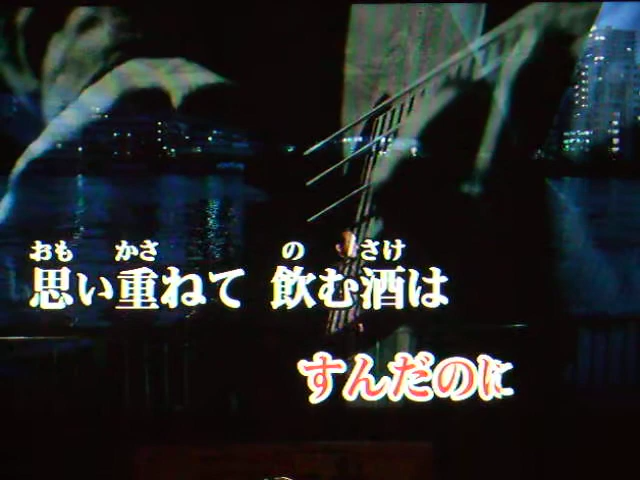 おも かさ の さけ
思い重ねて 飲む酒は
すんだのに